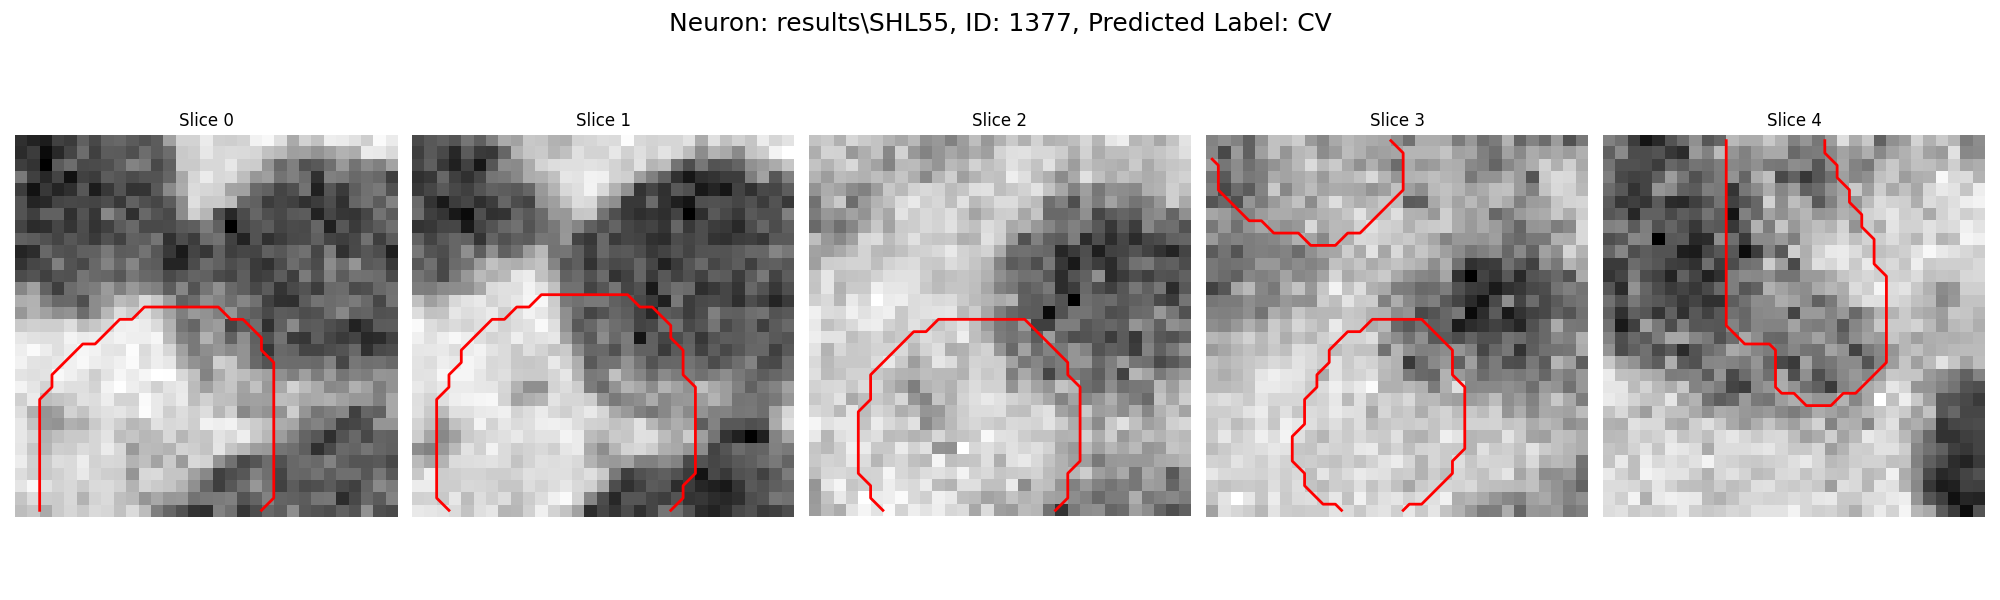 Neuron: results\SHL55, ID: 1377, Predicted Label: CV
Slice 0
Slice 1
Slice 2
Slice 3
Slice 4